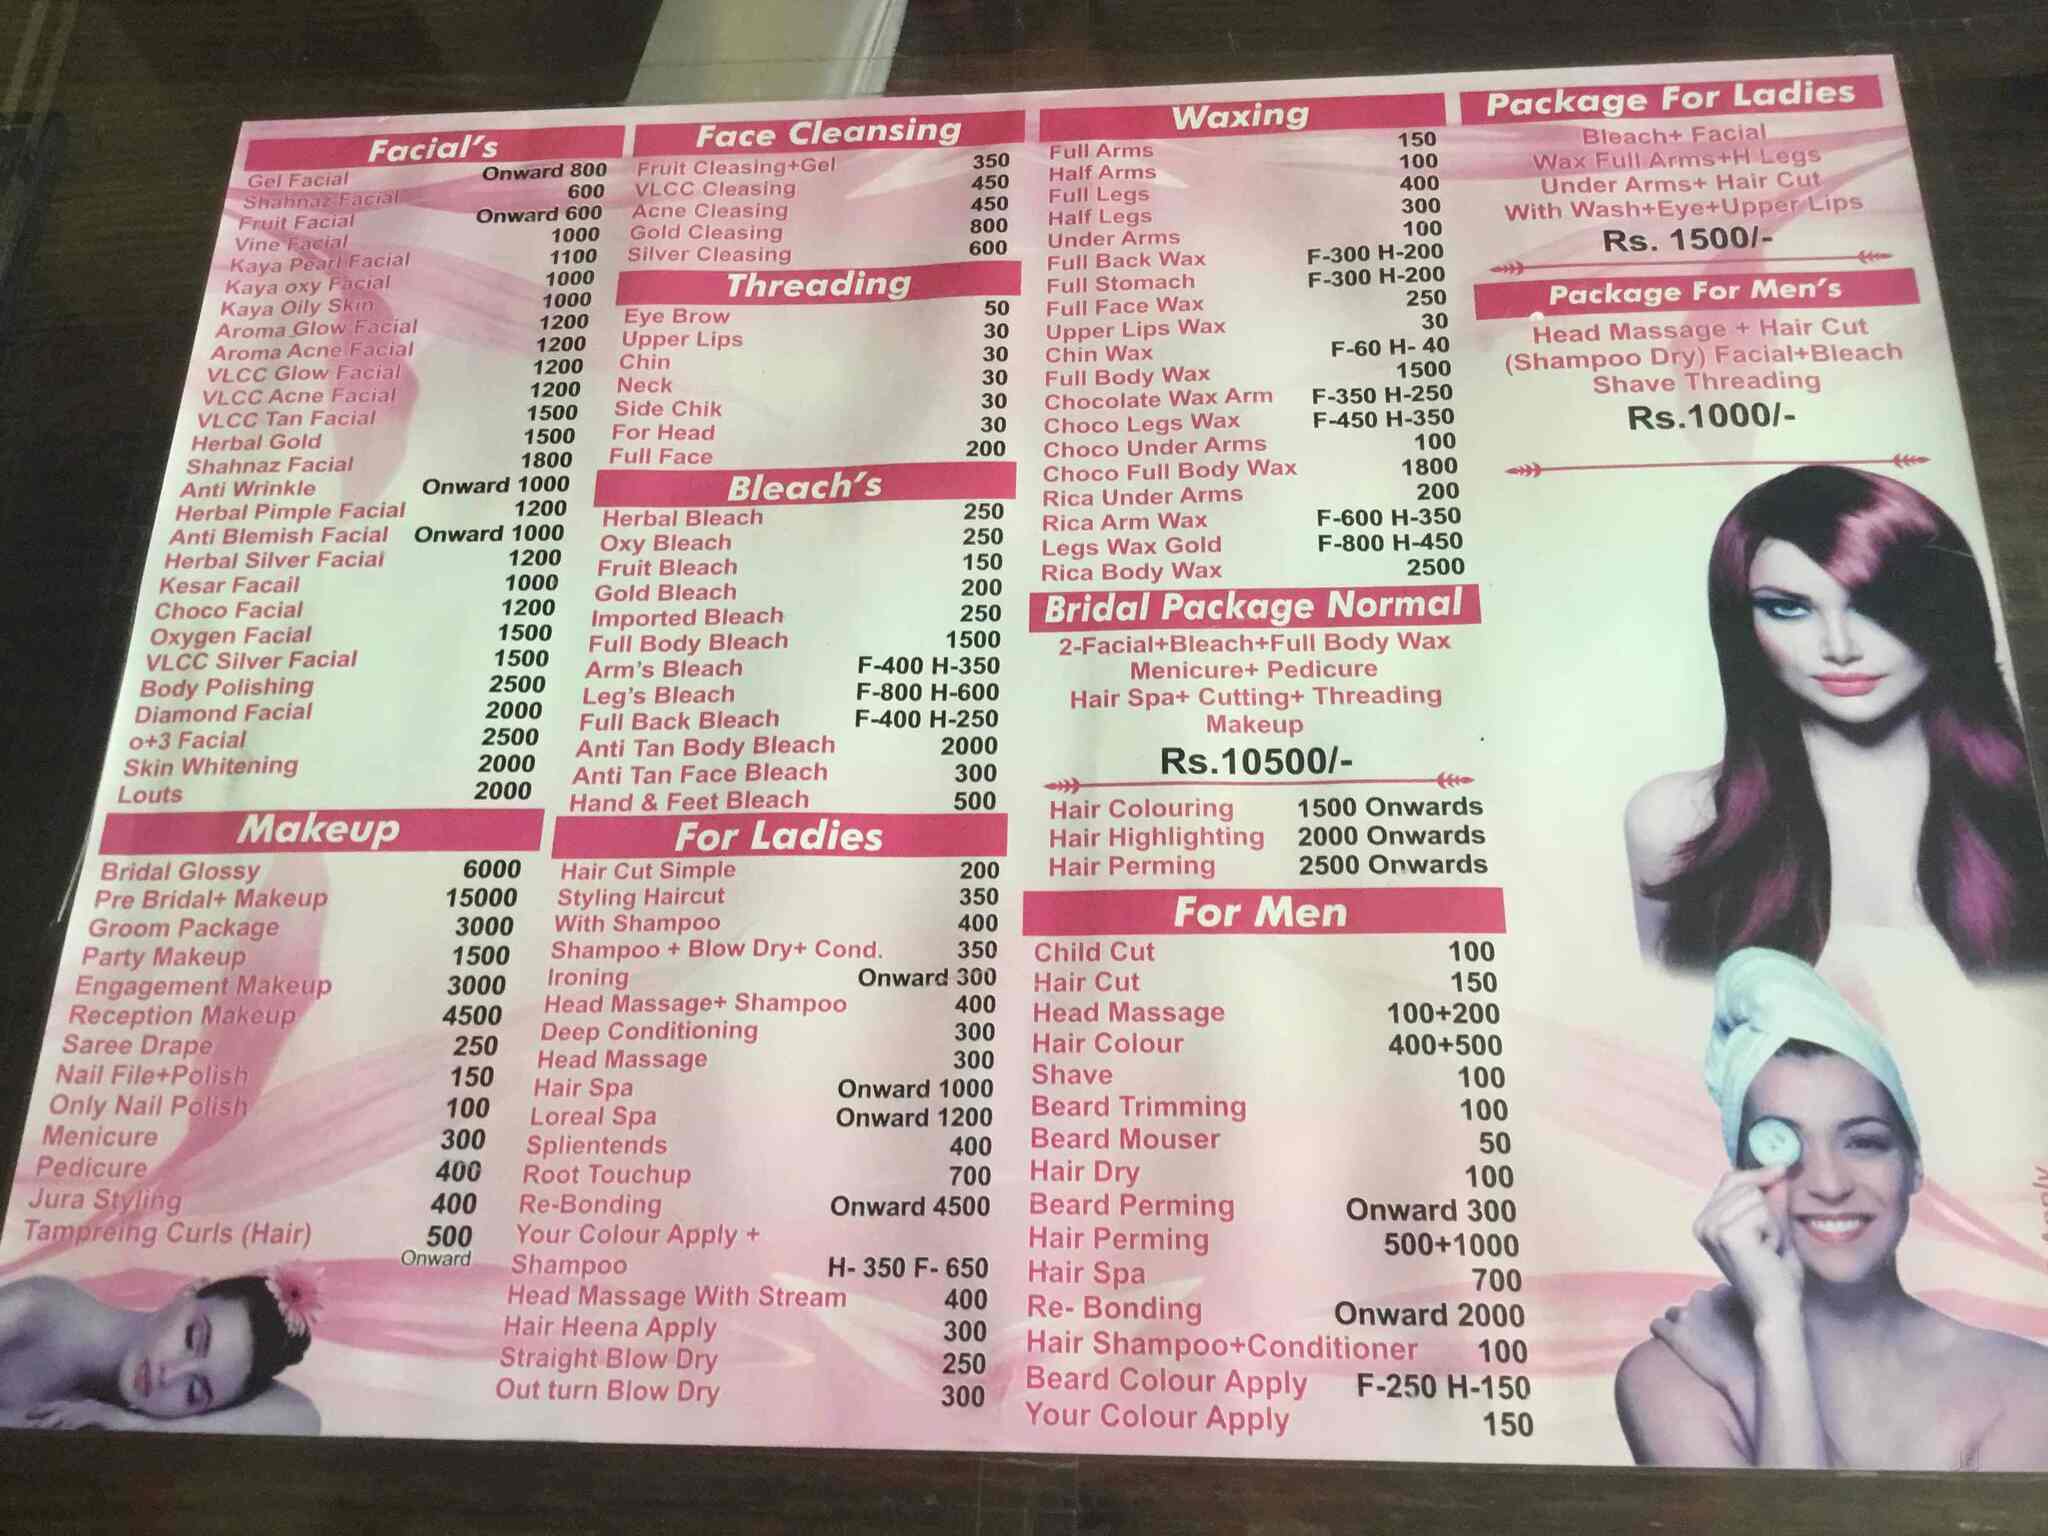 Facial's
Gel Facial Onward 800
Shahnaz Facial 600
Fruit Facial Onward 600
Vine Facial 1000
Kaya Pearl Facial 1100
Kaya oxy Facial 1000
Kaya Oily Skin 1000
Aroma Glow Facial 1200
Aroma Acne Facial 1200
VLCC Glow Facial 1200
VLCC Acne Facial 1200
VLCC Tan Facial 1500
Herbal Gold 1500
Shahnaz Facial 1800
Anti Wrinkle Onward 1000
Herbal Pimple Facial 1200
Anti Blemish Facial Onward 1000
Herbal Silver Facial 1200
Kesar Facail 1000
Choco Facial 1200
Oxygen Facial 1500
VLCC Silver Facial 1500
Body Polishing 2500
Diamond Facial 2000
o+3 Facial 2500
Skin Whitening 2000
Louts 2000
Makeup
Bridal Glossy 6000
Pre Bridal+ Makeup 15000
Groom Package 3000
Party Makeup 1500
Engagement Makeup 3000
Reception Makeup 4500
Saree Drape 250
Nail File+Polish 150
Only Nail Polish 100
Menicure 300
Pedicure 400
Jura Styling 400
Tampreing Curls (Hair) 500
Onward
Face Cleansing
Fruit Cleasing+Gel 350
VLCC Cleasing 450
Acne Cleasing 450
Gold Cleasing 800
Silver Cleasing 600
Threading
Eye Brow 50
Upper Lips 30
Chin 30
Neck 30
Side Chik 30
For Head 30
Full Face 200
Bleach's
Herbal Bleach 250
Oxy Bleach 250
Fruit Bleach 150
Gold Bleach 200
Imported Bleach 250
Full Body Bleach 1500
Arm's Bleach F-400 H-350
Leg's Bleach F-800 H-600
Full Back Bleach F-400 H-250
Anti Tan Body Bleach 2000
Anti Tan Face Bleach 300
Hand & Feet Bleach 500
For Ladies
Hair Cut Simple 200
Styling Haircut 350
With Shampoo 400
Shampoo + Blow Dry+ Cond. 350
Ironing Onward 300
Head Massage+ Shampoo 400
Deep Conditioning 300
Head Massage 300
Hair Spa Onward 1000
Loreal Spa Onward 1200
Splientends 400
Root Touchup 700
Re-Bonding Onward 4500
Your Colour Apply +
Shampoo H- 350 F- 650
Head Massage With Stream 400
Hair Heena Apply 300
Straight Blow Dry 250
Out turn Blow Dry 300
Waxing
Full Arms 150
Half Arms 100
Full Legs 400
Half Legs 300
Under Arms 100
Full Back Wax F-300 H-200
Full Stomach F-300 H-200
Full Face Wax 250
Upper Lips Wax 30
Chin Wax F-60 H- 40
Full Body Wax 1500
Chocolate Wax Arm F-350 H-250
Choco Legs Wax F-450 H-350
Choco Under Arms 100
Choco Full Body Wax 1800
Rica Under Arms 200
Rica Arm Wax F-600 H-350
Legs Wax Gold F-800 H-450
Rica Body Wax 2500
Bridal Package Normal
2-Facial+Bleach+Full Body Wax
Menicure+ Pedicure
Hair Spa+ Cutting+ Threading
Makeup
Rs.10500/-
Hair Colouring 1500 Onwards
Hair Highlighting 2000 Onwards
Hair Perming 2500 Onwards
For Men
Child Cut 100
Hair Cut 150
Head Massage 100+200
Hair Colour 400+500
Shave 100
Beard Trimming 100
Beard Mouser 50
Hair Dry 100
Beard Perming Onward 300
Hair Perming 500+1000
Hair Spa 700
Re- Bonding Onward 2000
Hair Shampoo+Conditioner 100
Beard Colour Apply F-250 H-150
Your Colour Apply 150
Package For Ladies
Bleach+ Facial
Wax Full Arms+H Legs
Under Arms+ Hair Cut
With Wash+Eye+Upper Lips
Rs. 1500/-
Package For Men's
Head Massage + Hair Cut
(Shampoo Dry) Facial+Bleach
Shave Threading
Rs.1000/-